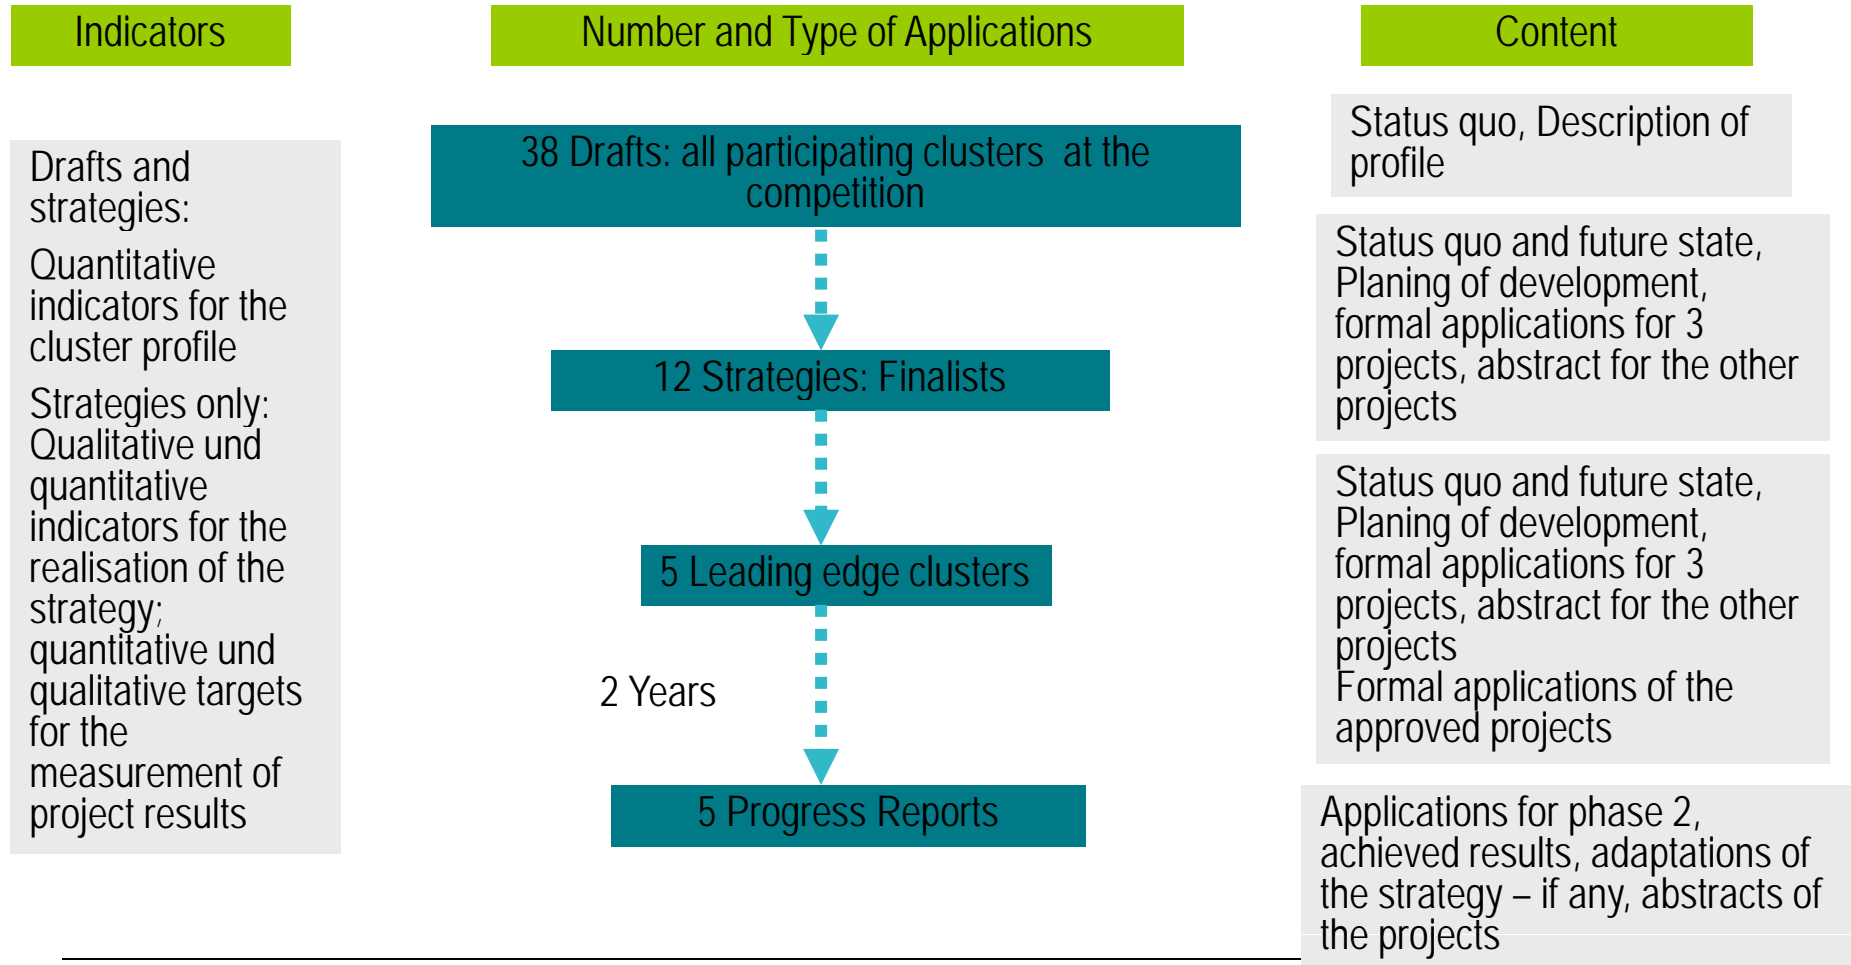 Indicators
Number and Type of Applications
Content
Drafts and
strategies:
Quantitative
indicators for the
cluster profile
Strategies only:
Qualitative und
quantitative
indicators for the
realisation of the
strategy;
quantitative und
qualitative targets
for the
measurement of
project results
38 Drafts: all participating clusters at the
competition
12 Strategies: Finalists
5 Leading edge clusters
2 Years
5 Progress Reports
Status quo, Description of
profile
Status quo and future state,
Planing of development,
formal applications for 3
projects, abstract for the other
projects
Status quo and future state,
Planing of development,
formal applications for 3
projects, abstract for the other
projects
Formal applications of the
approved projects
Applications for phase 2,
achieved results, adaptations of
the strategy – if any, abstracts of
the projects